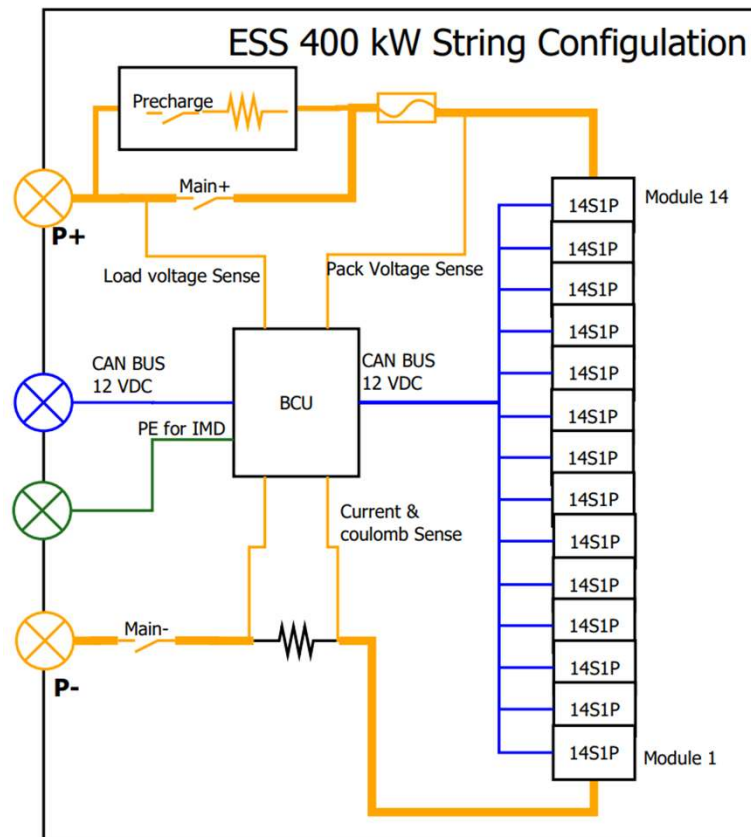 ESS 400 kW String Configulation
Precharge
Main+
P+
Load voltage Sense
Pack Voltage Sense
Module 14
14S1P
14S1P
14S1P
14S1P
14S1P
14S1P
14S1P
14S1P
14S1P
14S1P
14S1P
14S1P
14S1P
14S1P
Module 1
CAN BUS
12 VDC
BCU
CAN BUS
12 VDC
PE for IMD
Current &
coulomb Sense
Main-
P-